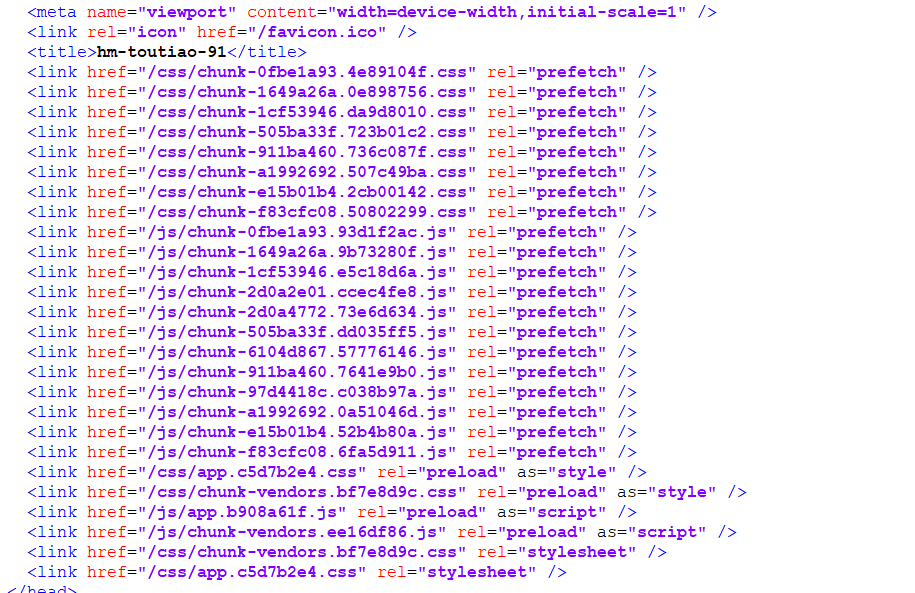 <meta name="viewport" content="width=device-width,initial-scale=1" />
<link rel="icon" href="/favicon.ico" />
<title>hm-toutiao-91</title>
<link href="/css/chunk-0fbe1a93.4e89104f.css" rel="prefetch" />
<link href="/css/chunk-1649a26a.0e898756.css" rel="prefetch" />
<link href="/css/chunk-1cf53946.da9d8010.css" rel="prefetch" />
<link href="/css/chunk-505ba33f.723b01c2.css" rel="prefetch" />
<link href="/css/chunk-911ba460.736c087f.css" rel="prefetch" />
<link href="/css/chunk-a1992692.507c49ba.css" rel="prefetch" />
<link href="/css/chunk-e15b01b4.2cb00142.css" rel="prefetch" />
<link href="/css/chunk-f83cfc08.50802299.css" rel="prefetch" />
<link href="/js/chunk-0fbe1a93.93d1f2ac.js" rel="prefetch" />
<link href="/js/chunk-1649a26a.9b73280f.js" rel="prefetch" />
<link href="/js/chunk-1cf53946.e5c18d6a.js" rel="prefetch" />
<link href="/js/chunk-2d0a2e01.ccec4fe8.js" rel="prefetch" />
<link href="/js/chunk-2d0a4772.73e6d634.js" rel="prefetch" />
<link href="/js/chunk-505ba33f.dd035ff5.js" rel="prefetch" />
<link href="/js/chunk-6104d867.57776146.js" rel="prefetch" />
<link href="/js/chunk-911ba460.7641e9b0.js" rel="prefetch" />
<link href="/js/chunk-97d4418c.c038b97a.js" rel="prefetch" />
<link href="/js/chunk-a1992692.0a51046d.js" rel="prefetch" />
<link href="/js/chunk-e15b01b4.52b4b80a.js" rel="prefetch" />
<link href="/js/chunk-f83cfc08.6fa5d911.js" rel="prefetch" />
<link href="/css/app.c5d7b2e4.css" rel="preload" as="style" />
<link href="/css/chunk-vendors.bf7e8d9c.css" rel="preload" as="style" />
<link href="/js/app.b908a61f.js" rel="preload" as="script" />
<link href="/js/chunk-vendors.ee16df86.js" rel="preload" as="script" />
<link href="/css/chunk-vendors.bf7e8d9c.css" rel="stylesheet" />
<link href="/css/app.c5d7b2e4.css" rel="stylesheet" />
</head>